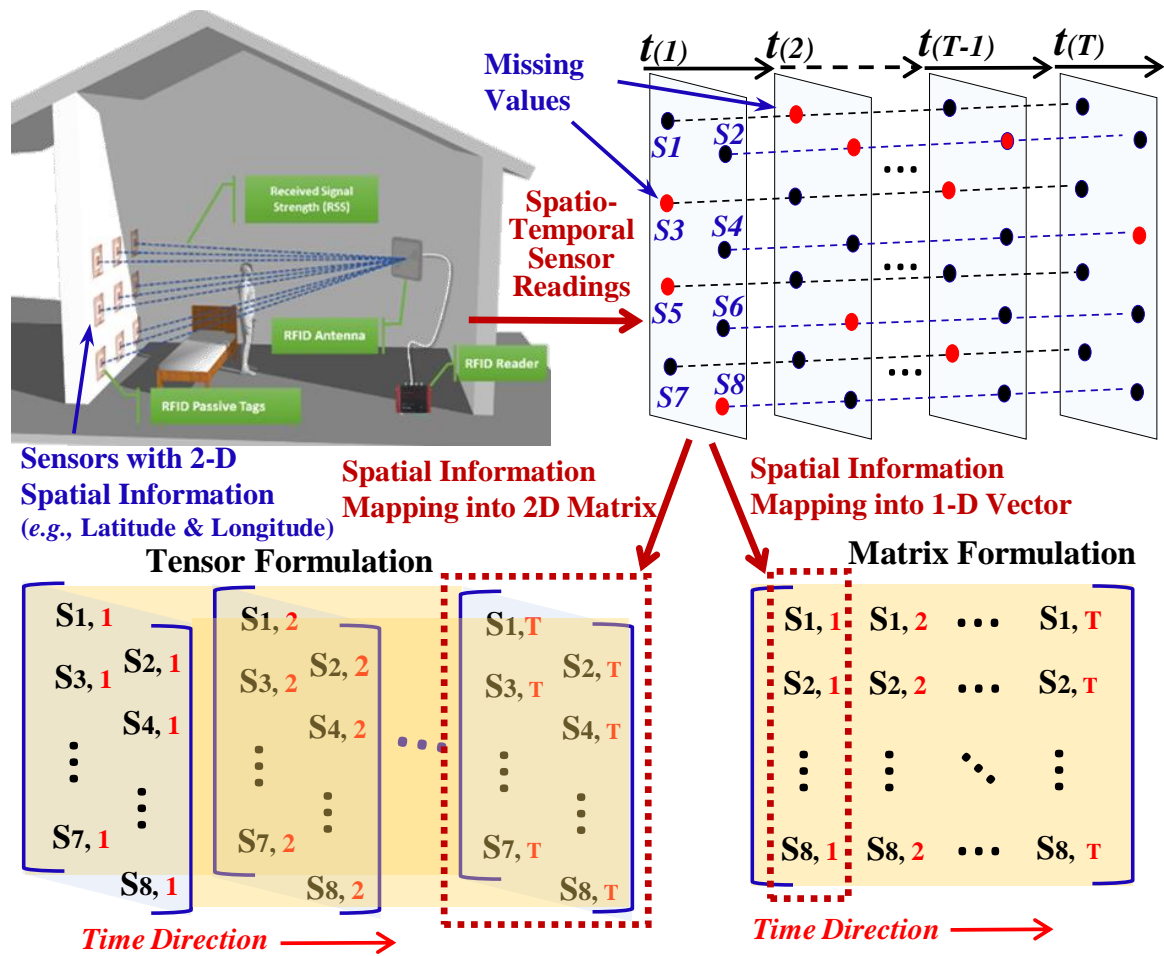 t(1) t(2) t(T-1) t(T)
Missing
Values
S1 S2
S3 S4
S5 S6
S7 S8
...
...
...
Received Signal
Strength (RSS)
RFID Antenna
RFID Reader
RFID Passive Tags
Spatio-
Temporal
Sensor
Readings
Sensors with 2-D
Spatial Information
(e.g., Latitude & Longitude)
Spatial Information
Mapping into 2D Matrix
Spatial Information
Mapping into 1-D Vector
Tensor Formulation
S1, 1 S1, 2 S1, T
S2, 1 S2, 2 S2, T
S3, 1 S3, 2 S3, T
S4, 1 S4, 2 ... S4, T
S7, 1 S7, 2 S7, T
S8, 1 S8, 2 S8, T
Time Direction
Matrix Formulation
S1, 1 S1, 2 ... S1, T
S2, 1 S2, 2 ... S2, T
S8, 1 S8, 2 ... S8, T
Time Direction